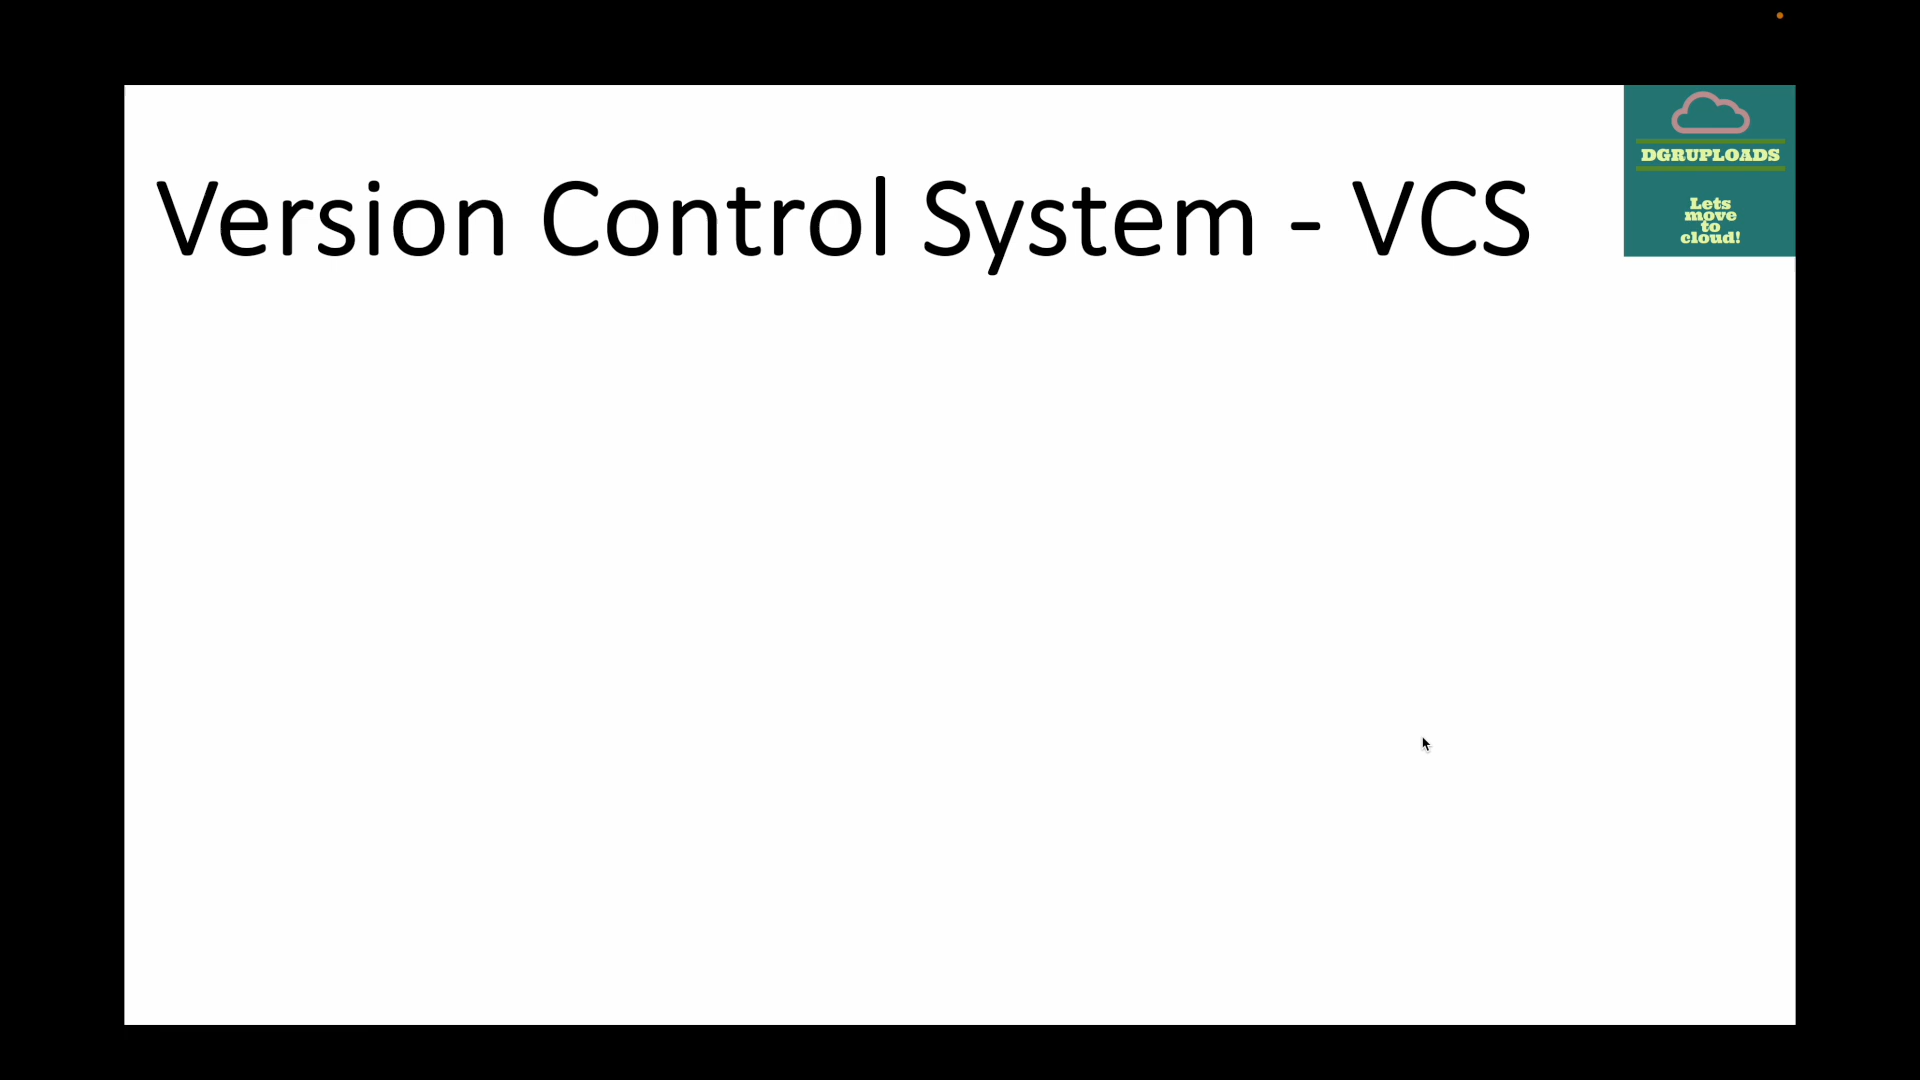 Version Control System - VCS
DGRUPLOADS
Lets
move
to
cloud!